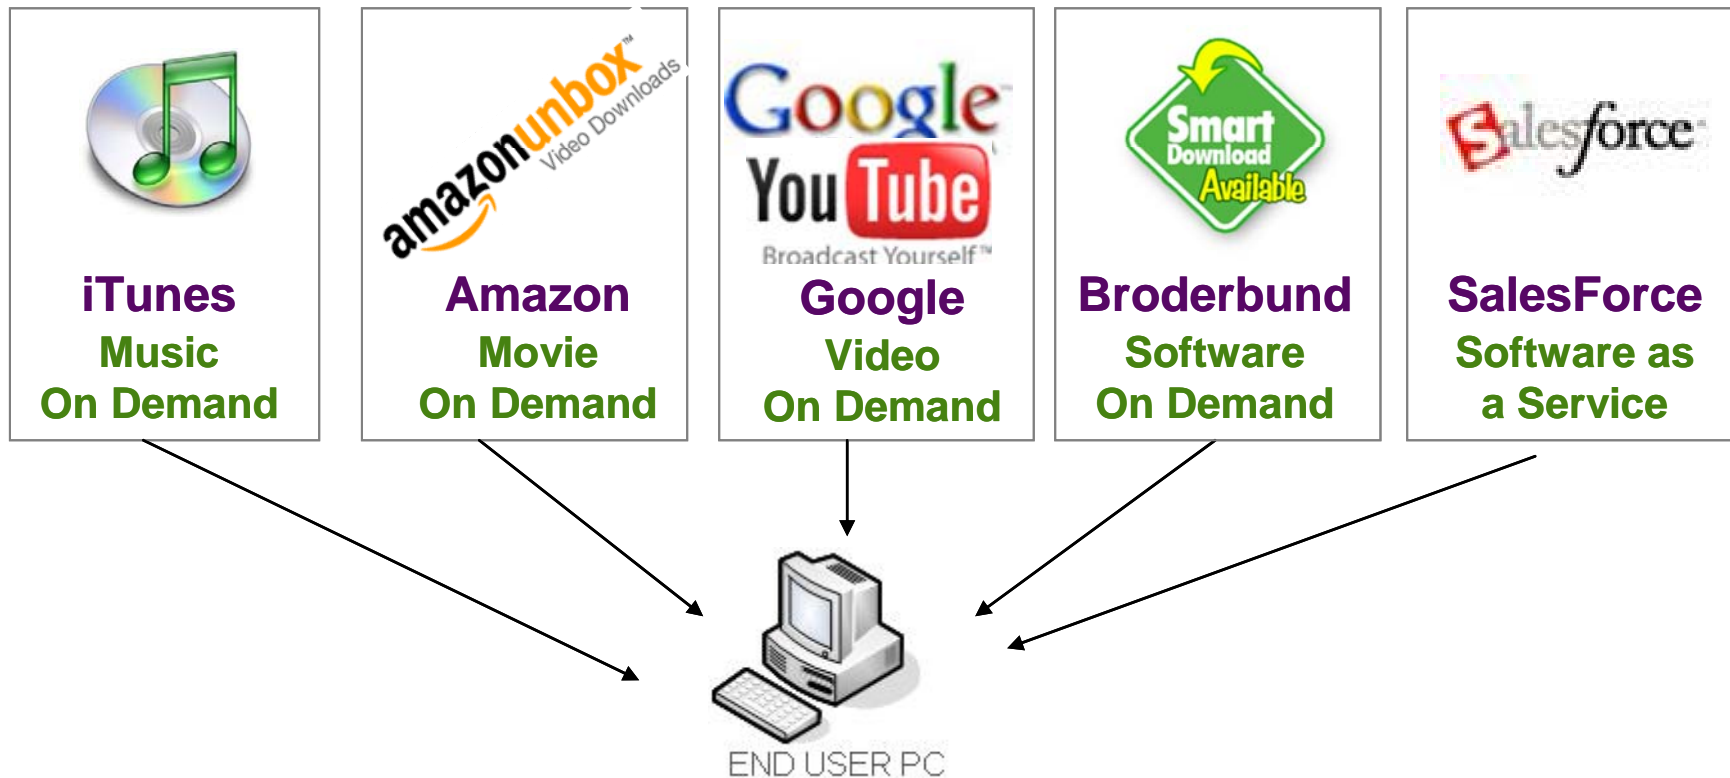 amazonunbox™
Video Downloads
Google™
YouTube
Broadcast Yourself™
Smart
Download
Available
Salesforce
iTunes
Music
On Demand
Amazon
Movie
On Demand
Google
Video
On Demand
Broderbund
Software
On Demand
SalesForce
Software as
a Service
END USER PC